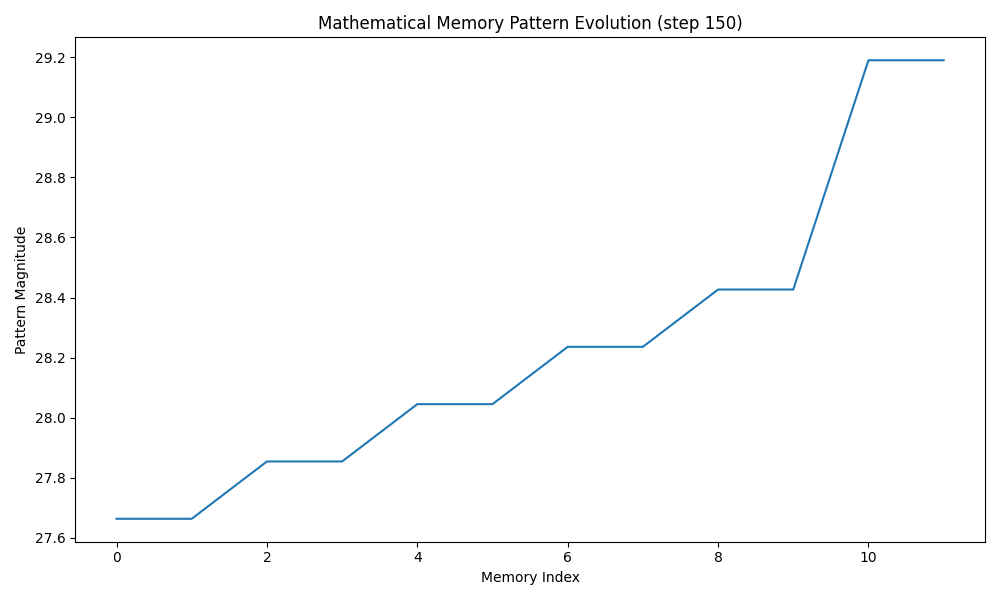 Mathematical Memory Pattern Evolution (step 150)
Pattern Magnitude
29.2
29.0
28.8
28.6
28.4
28.2
28.0
27.8
27.6
0 2 4 6 8 10
Memory Index